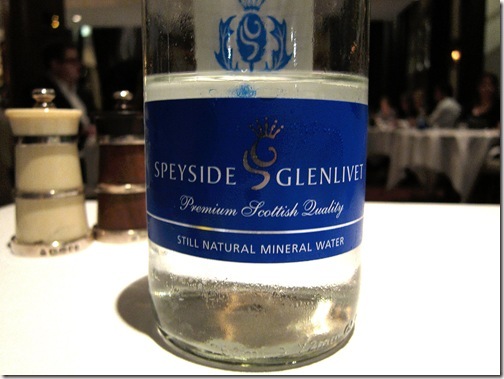 SPEYSIDE GLENLIVET
Premium Scottish Quality
STILL NATURAL MINERAL WATER